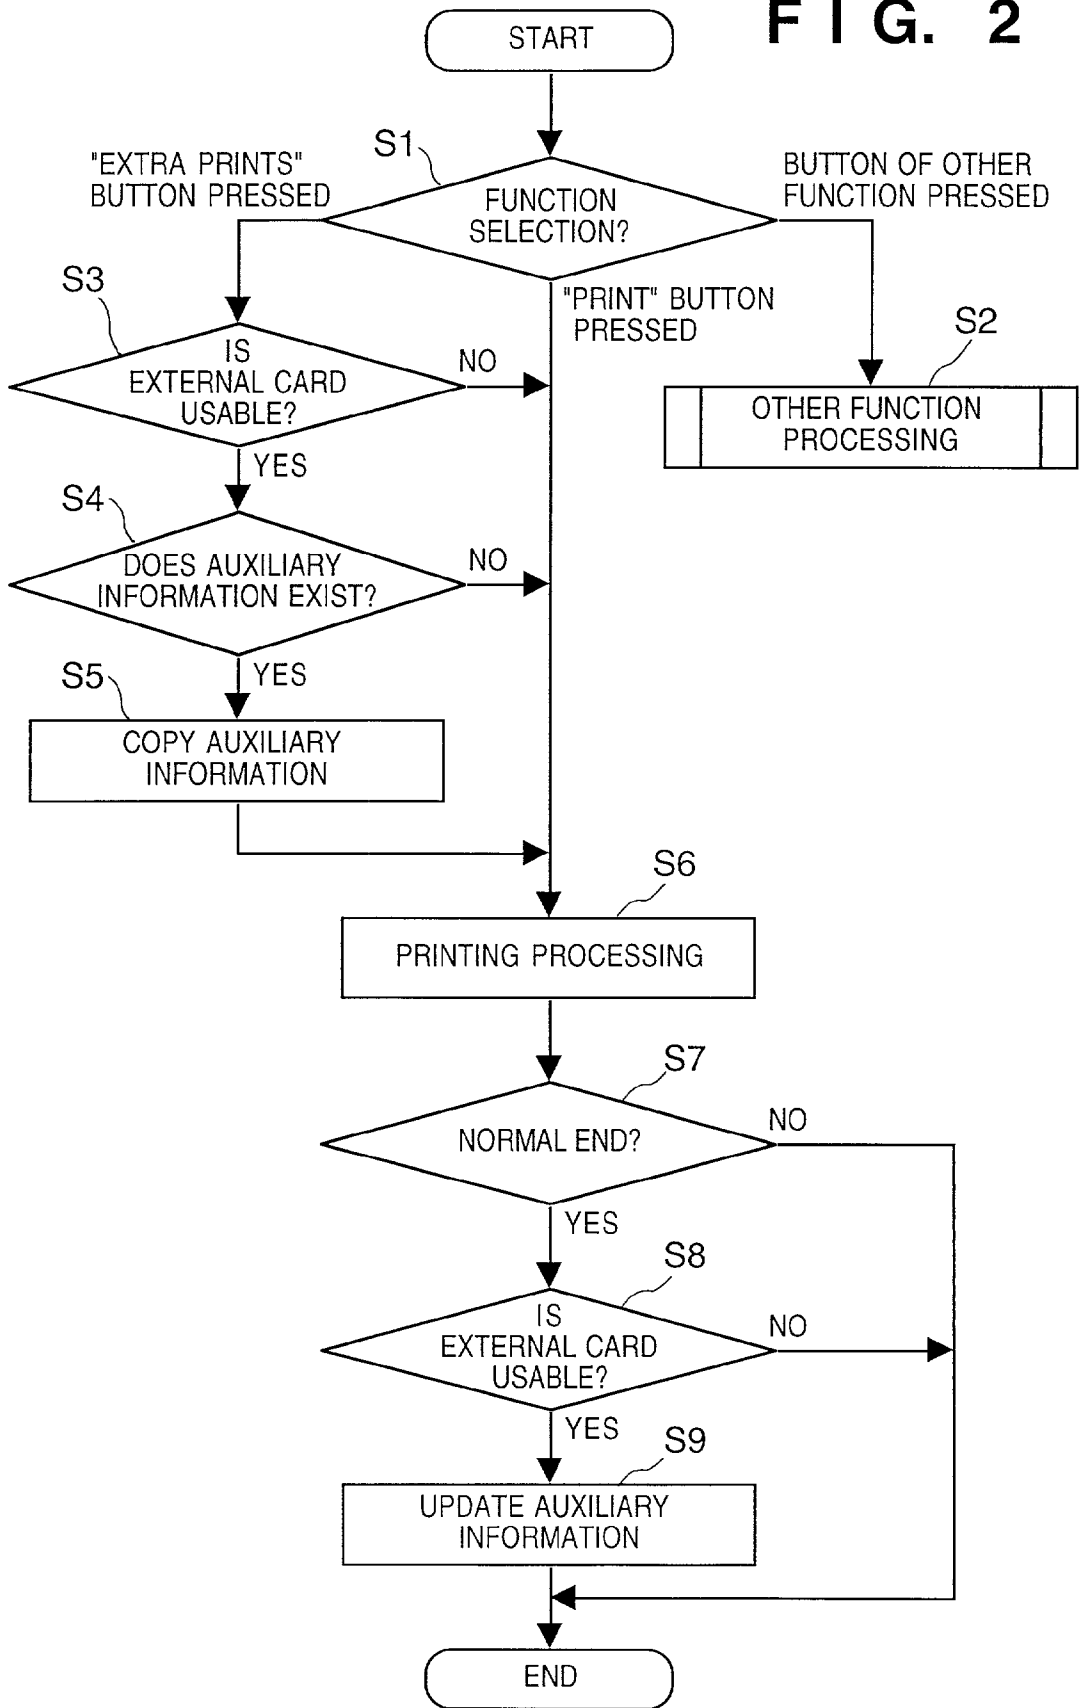 FIG. 2
START
S1
"EXTRA PRINTS"
BUTTON PRESSED
FUNCTION
SELECTION?
BUTTON OF OTHER
FUNCTION PRESSED
"PRINT" BUTTON
PRESSED
S3
IS
EXTERNAL CARD
USABLE?
NO
YES
S2
OTHER FUNCTION
PROCESSING
S4
DOES AUXILIARY
INFORMATION EXIST?
NO
YES
S5
COPY AUXILIARY
INFORMATION
S6
PRINTING PROCESSING
S7
NORMAL END?
NO
YES
S8
IS
EXTERNAL CARD
USABLE?
NO
YES
S9
UPDATE AUXILIARY
INFORMATION
END